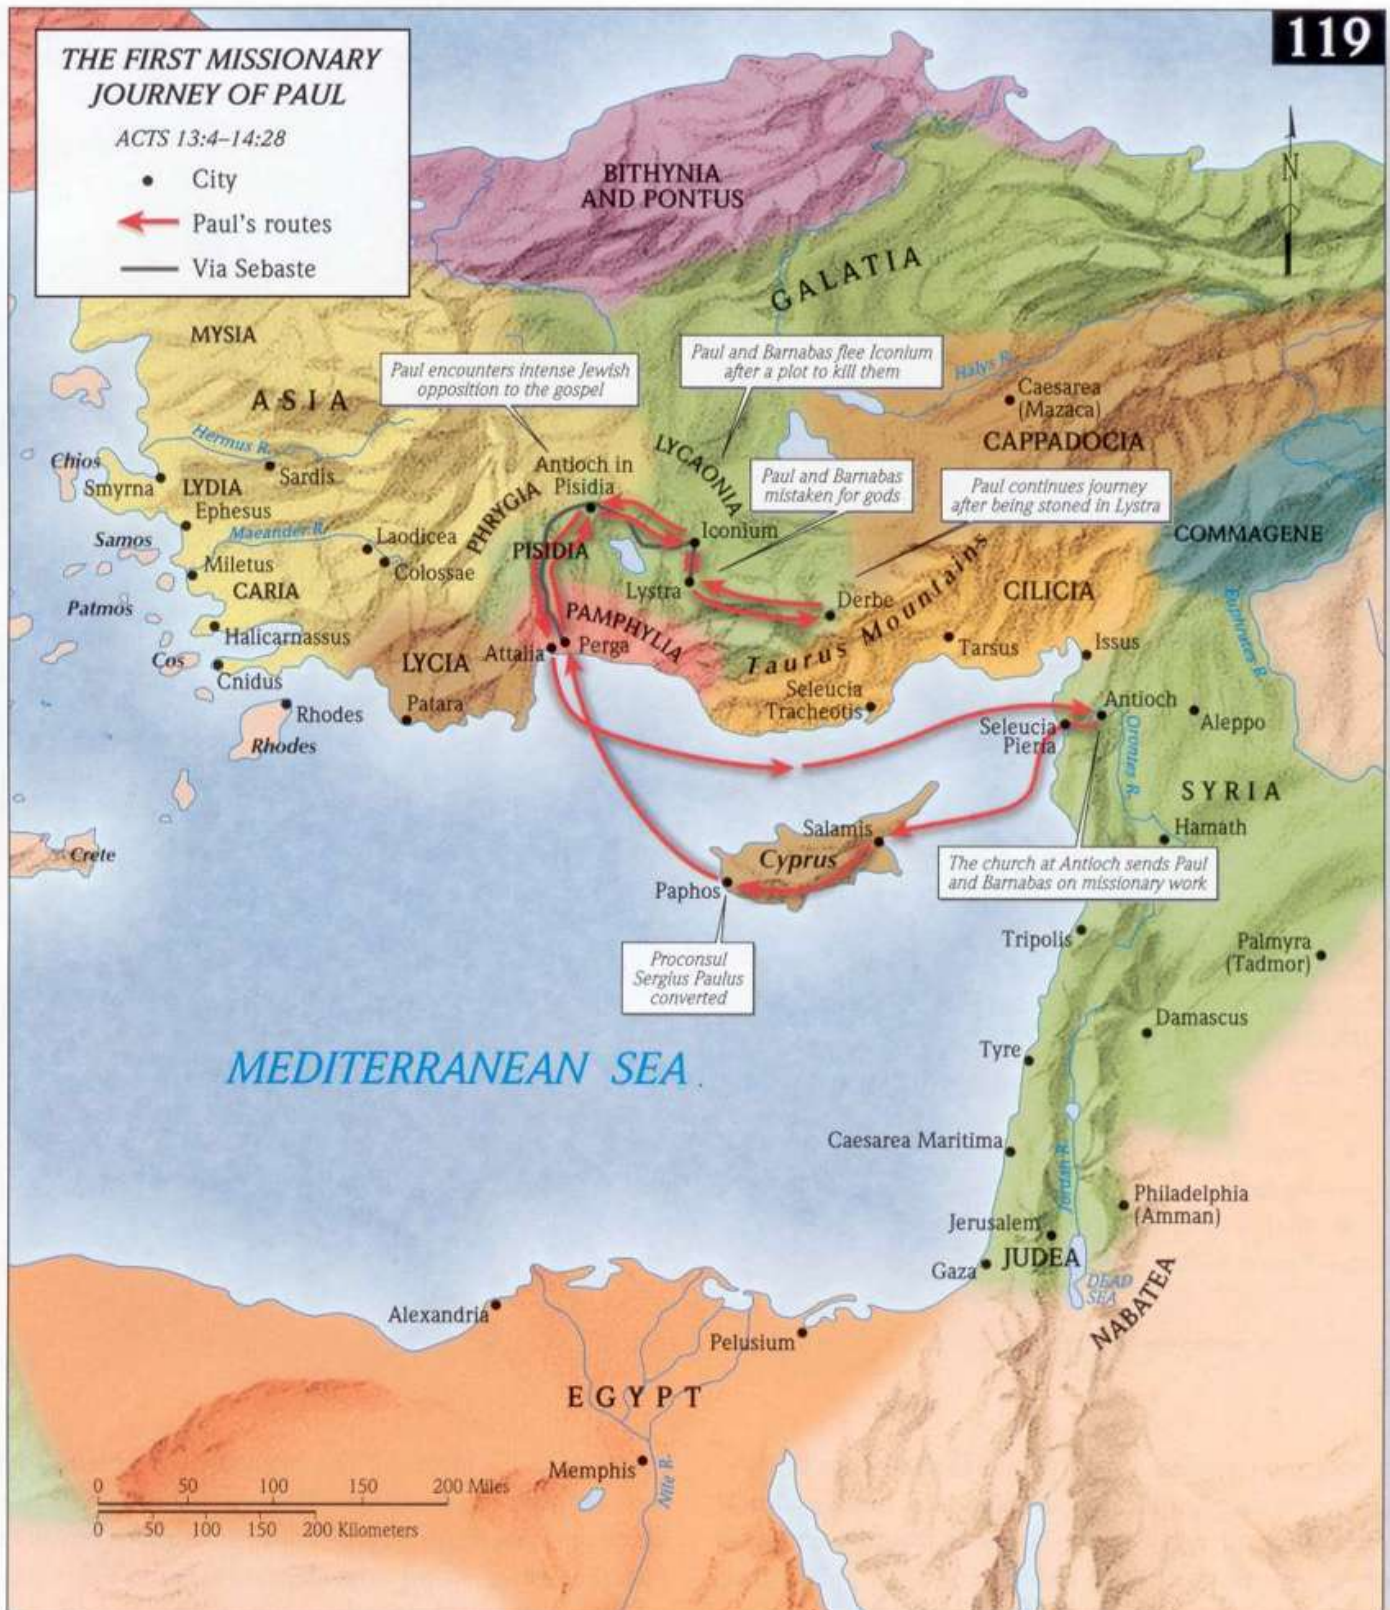 119
THE FIRST MISSIONARY
JOURNEY OF PAUL
ACTS 13:4–14:28
City
Paul's routes
Via Sebaste
N
BITHYNIA
AND PONTUS
GALATIA
MYSIA
ASIA
Paul encounters intense Jewish
opposition to the gospel
Paul and Barnabas flee Iconium
after a plot to kill them
Halys R.
Caesarea
(Mazaca)
CAPPADOCIA
LYCAONIA
Hermus R.
Chios
Smyrna
LYDIA
Sardis
Ephesus
Antioch in
Pisidia
Paul and Barnabas
mistaken for gods
Paul continues journey
after being stoned in Lystra
COMMAGENE
Samos
Maeander R.
Laodicea
PHRYGIA
PISIDIA
Iconium
Miletus
Colossae
CARIA
Patmos
Lystra
Derbe
Taurus Mountains
CILICIA
Euphrates R.
Halicarnassus
PAMPHYLIA
Cos
Cnidus
LYCIA
Attalia
Perga
Tarsus
Issus
Patara
Seleucia
Tracheotis
Rhodes
Rhodes
Antioch
Seleucia
Pieria
Aleppo
Orontes R.
SYRIA
Crete
Salamis
Cyprus
Hamath
Paphos
The church at Antioch sends Paul
and Barnabas on missionary work
Proconsul
Sergius Paulus
converted
Tripolis
Palmyra
(Tadmor)
Damascus
Tyre
MEDITERRANEAN SEA
Caesarea Maritima
Jordan R.
Philadelphia
(Amman)
Jerusalem
JUDEA
Gaza
DEAD
SEA
NABATEA
Alexandria
Pelusium
EGYPT
Memphis
Nile R.
0 50 100 150 200 Miles
0 50 100 150 200 Kilometers